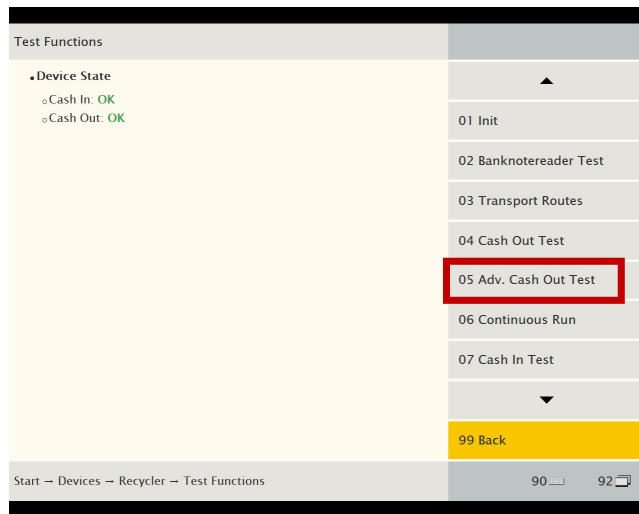 Test Functions
Device State
Cash In: OK
Cash Out: OK
01 Init
02 Banknotereader Test
03 Transport Routes
04 Cash Out Test
05 Adv. Cash Out Test
06 Continuous Run
07 Cash In Test
99 Back
Start → Devices → Recycler → Test Functions
90 92